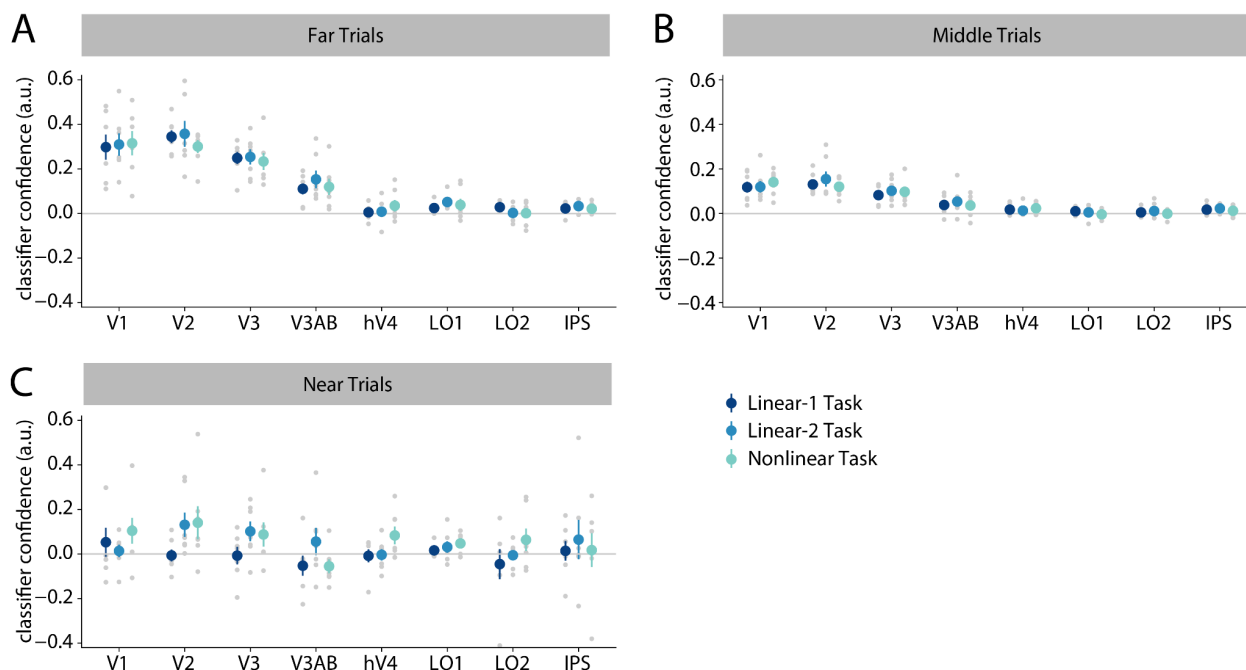 A
Far Trials
classifier confidence (a.u.)
0.6
0.4
0.2
0.0
−0.2
−0.4
V1 V2 V3 V3AB hV4 LO1 LO2 IPS
B
Middle Trials
classifier confidence (a.u.)
0.6
0.4
0.2
0.0
−0.2
−0.4
V1 V2 V3 V3AB hV4 LO1 LO2 IPS
C
Near Trials
classifier confidence (a.u.)
0.6
0.4
0.2
0.0
−0.2
−0.4
V1 V2 V3 V3AB hV4 LO1 LO2 IPS
Linear-1 Task
Linear-2 Task
Nonlinear Task